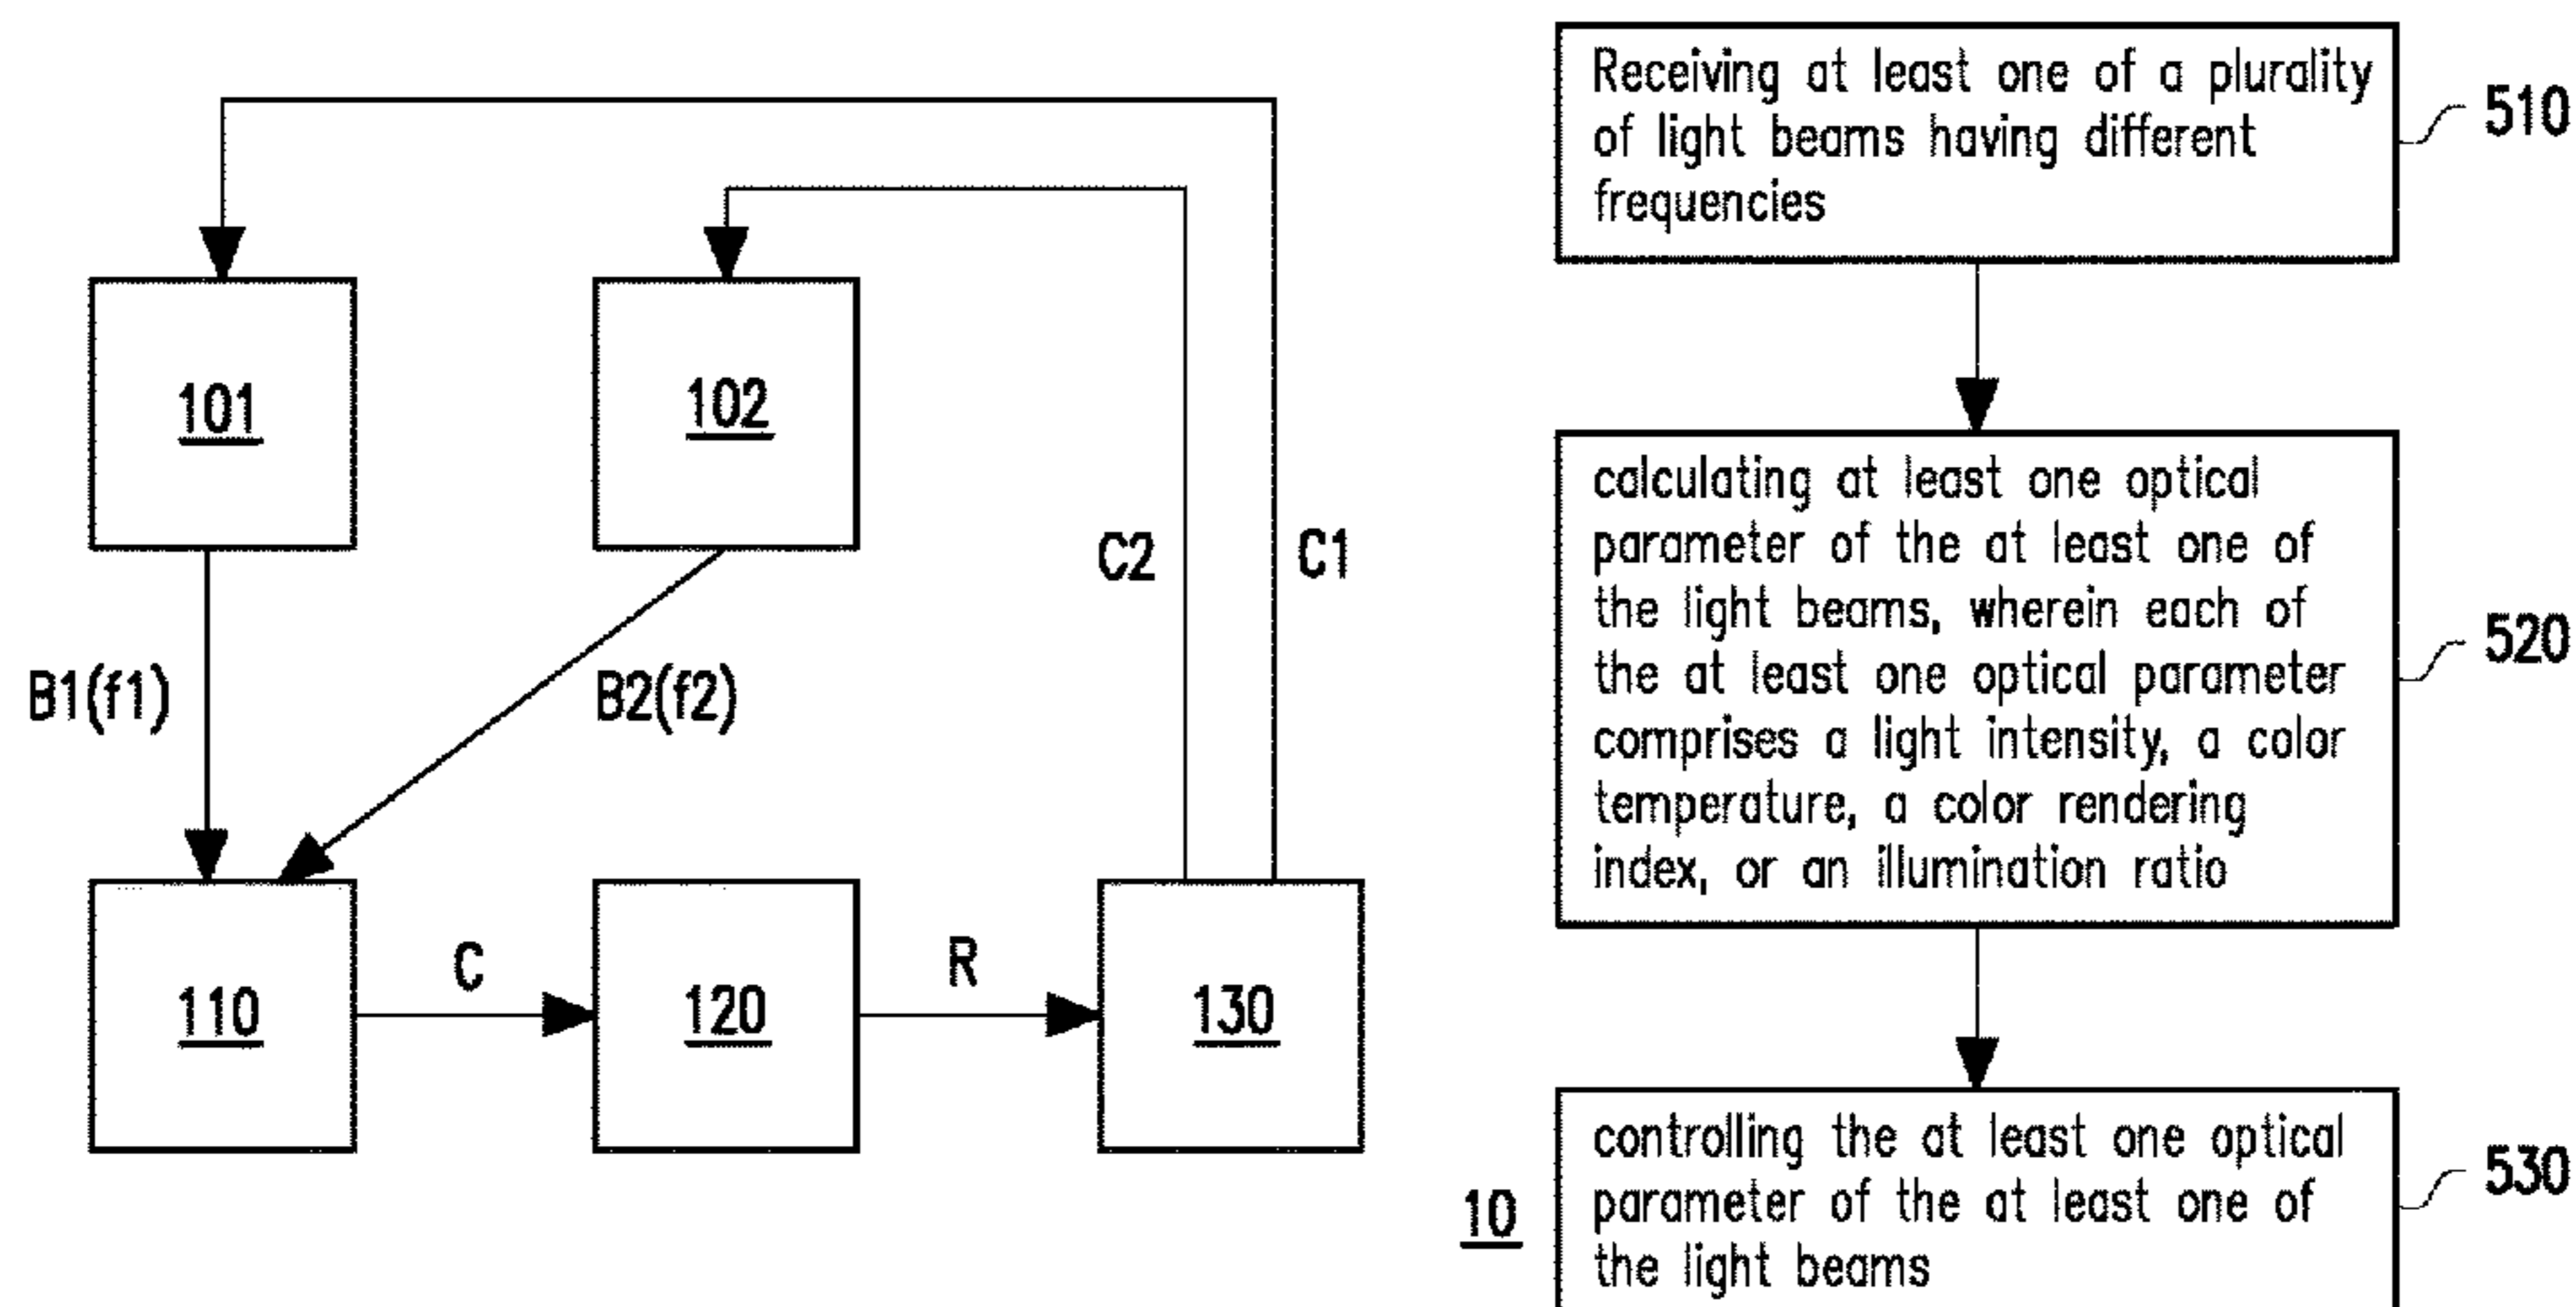 101
102
C2
C1
B1(f1)
B2(f2)
110
C
120
R
130
10
Receiving at least one of a plurality
of light beams having different
frequencies
510
calculating at least one optical
parameter of the at least one of
the light beams, wherein each of
the at least one optical parameter
comprises a light intensity, a color
temperature, a color rendering
index, or an illumination ratio
520
controlling the at least one optical
parameter of the at least one of
the light beams
530